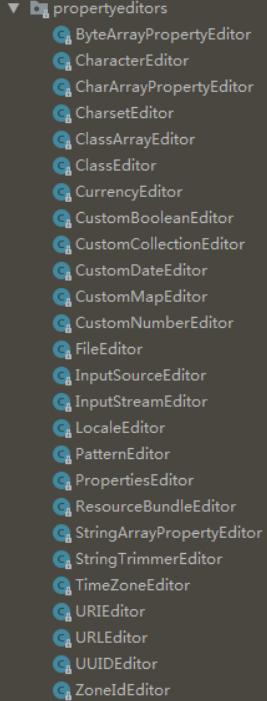 propertyeditors
ByteArrayPropertyEditor
CharacterEditor
CharArrayPropertyEditor
CharsetEditor
ClassArrayEditor
ClassEditor
CurrencyEditor
CustomBooleanEditor
CustomCollectionEditor
CustomDateEditor
CustomMapEditor
CustomNumberEditor
FileEditor
InputSourceEditor
InputStreamEditor
LocaleEditor
PatternEditor
PropertiesEditor
ResourceBundleEditor
StringArrayPropertyEditor
StringTrimmerEditor
TimeZoneEditor
URIEditor
URLEditor
UUIDEditor
ZoneIdEditor